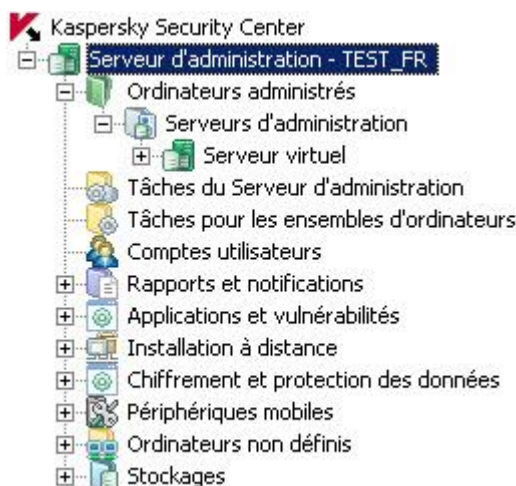 Kaspersky Security Center
Serveur d'administration - TEST_FR
Ordinateurs administrés
Serveurs d'administration
Serveur virtuel
Tâches du Serveur d'administration
Tâches pour les ensembles d'ordinateurs
Comptes utilisateurs
Rapports et notifications
Applications et vulnérabilités
Installation à distance
Chiffrement et protection des données
Périphériques mobiles
Ordinateurs non définis
Stockages